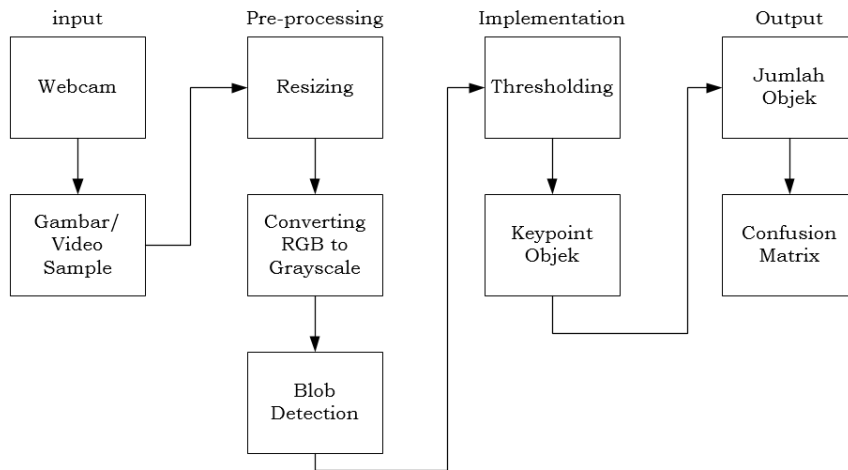 input
Webcam
Gambar/
Video
Sample
Pre-processing
Resizing
Converting
RGB to
Grayscale
Blob
Detection
Implementation
Thresholding
Keypoint
Objek
Output
Jumlah
Objek
Confusion
Matrix